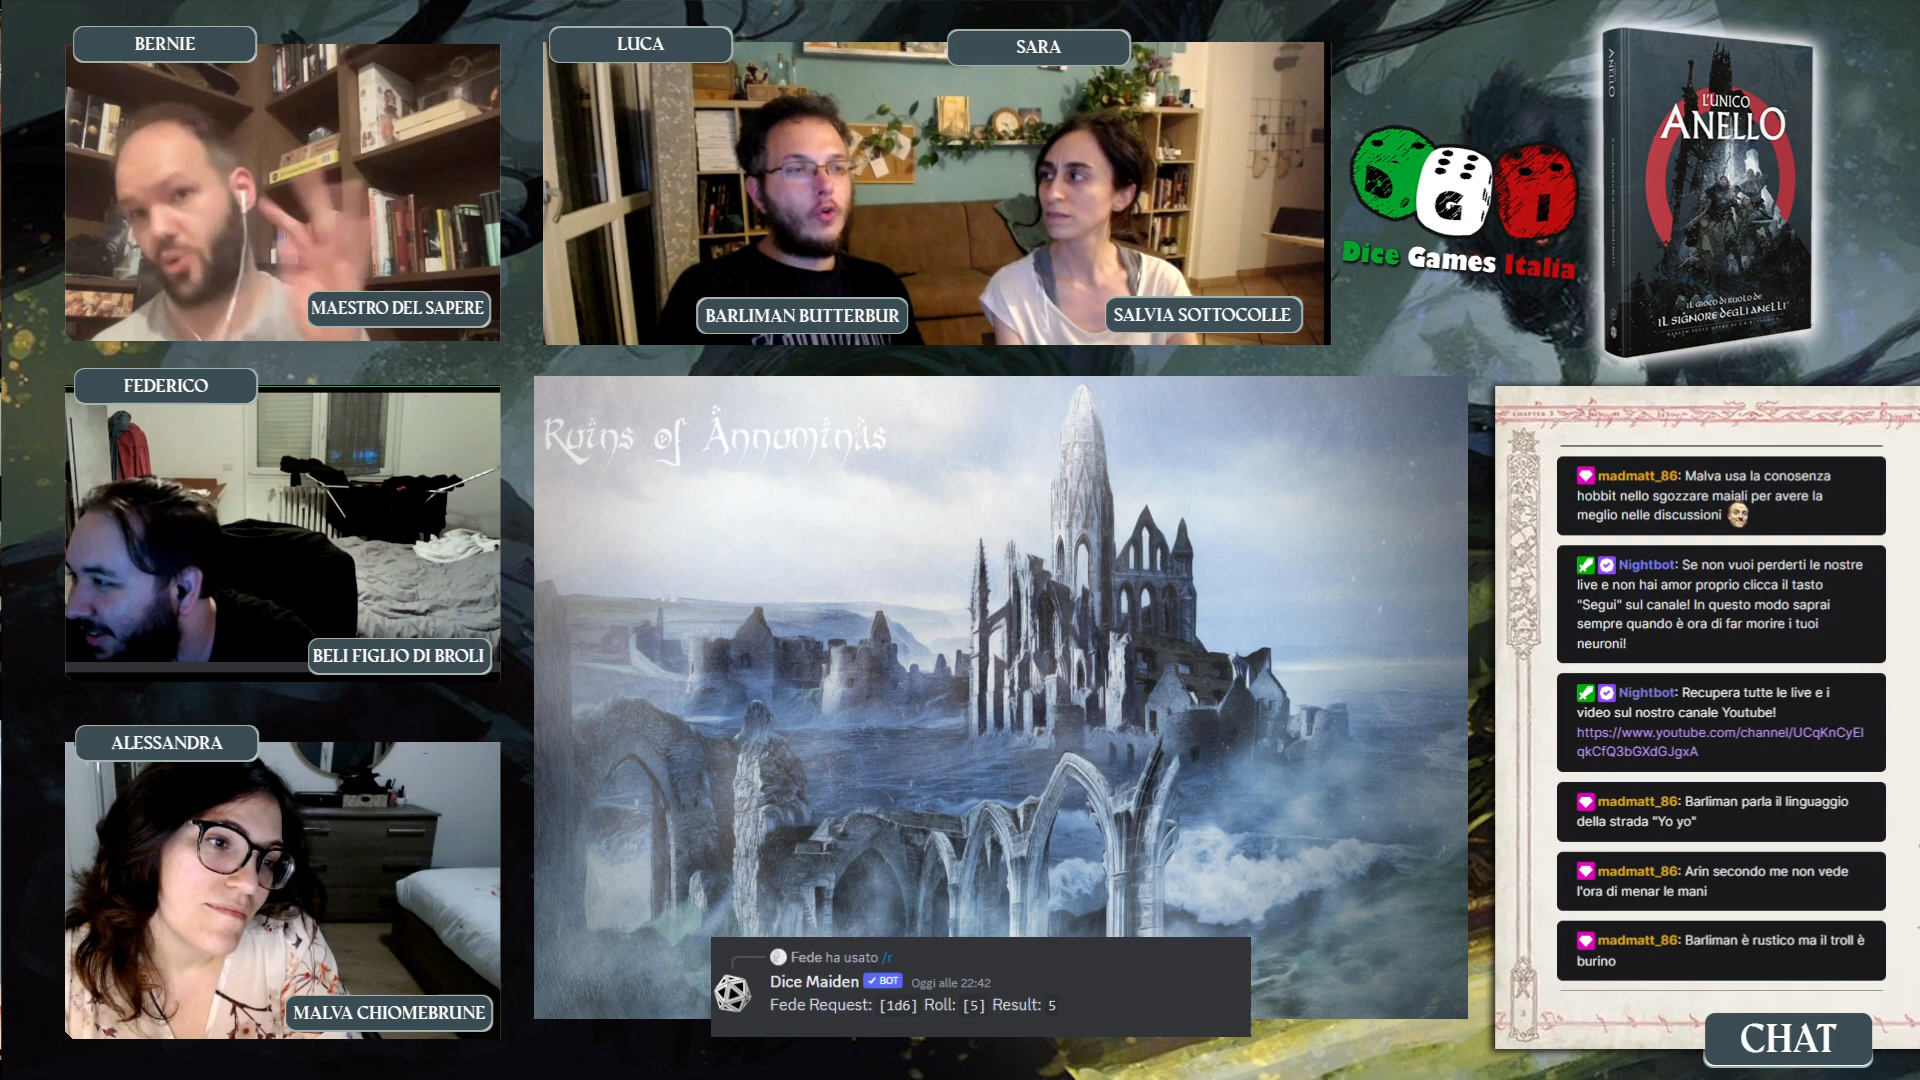 BERNIE
MAESTRO DEL SAPERE
LUCA
SARA
BARLIMAN BUTTERBUR
SALVIA SOTTOCOLLE
D G I
Dice Games Italia
ANELLO
L'UNICO
ANELLO
IL GIOCO DI RUOLO DE
IL SIGNORE DEGLI ANELLI
FEDERICO
BELI FIGLIO DI BROLI
ALESSANDRA
MALVA CHIOMEBRUNE
Ruins of Annuminas
Fede ha usato /r
Dice Maiden ✓ BOT Oggi alle 22:42
Fede Request: [1d6] Roll: [5] Result: 5
CHAPTER 3
madmatt_86: Malva usa la conosenza
hobbit nello sgozzare maiali per avere la
meglio nelle discussioni
Nightbot: Se non vuoi perderti le nostre
live e non hai amor proprio clicca il tasto
"Segui" sul canale! In questo modo saprai
sempre quando è ora di far morire i tuoi
neuroni!
Nightbot: Recupera tutte le live e i
video sul nostro canale Youtube!
https://www.youtube.com/channel/UCqKnCyEl
qkCfQ3bGXdGJgxA
madmatt_86: Barliman parla il linguaggio
della strada "Yo yo"
madmatt_86: Arin secondo me non vede
l'ora di menar le mani
madmatt_86: Barliman è rustico ma il troll è
burino
CHAT